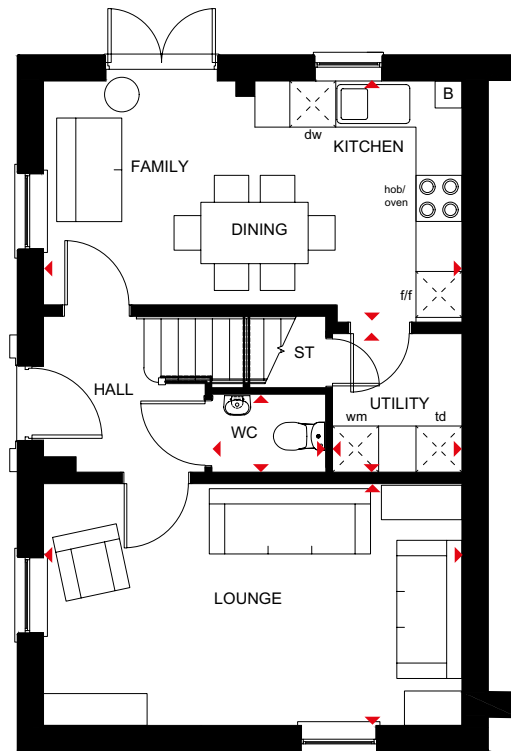 B
dw
KITCHEN
FAMILY
hob/
oven
DINING
f/f
ST
HALL
UTILITY
WC
wm
td
LOUNGE